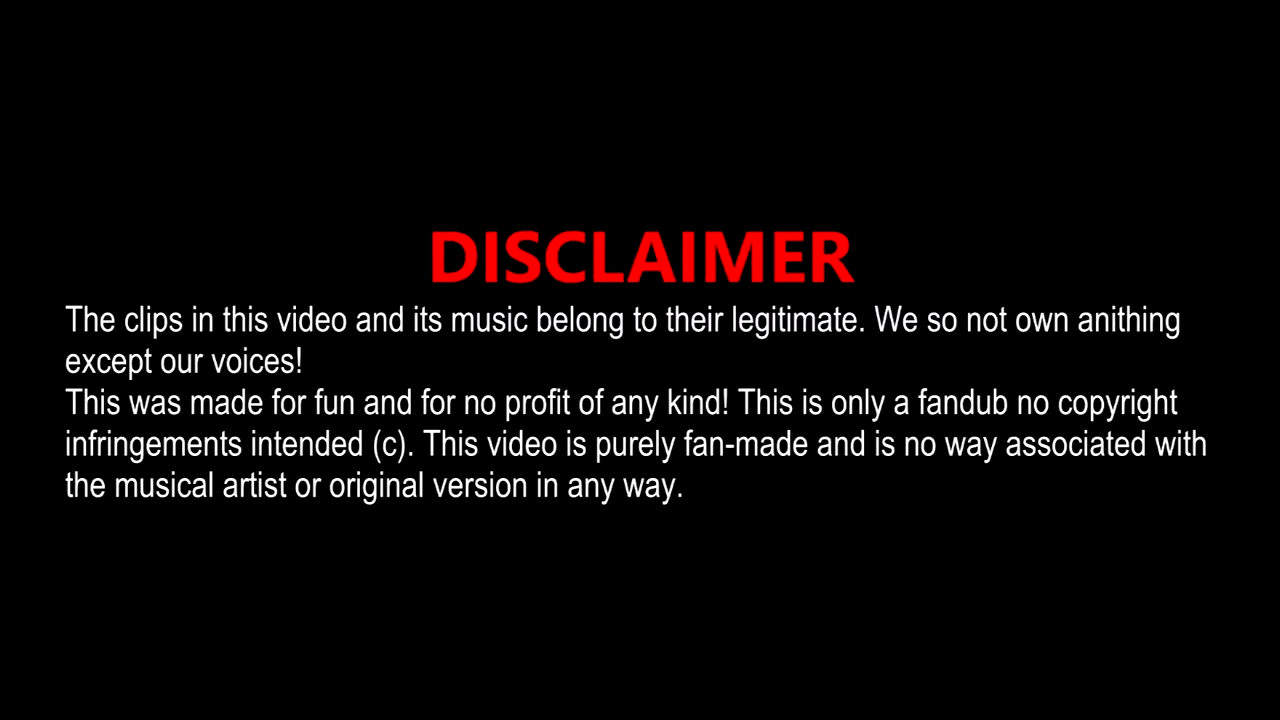 DISCLAIMER
The clips in this video and its music belong to their legitimate. We so not own anithing
except our voices!
This was made for fun and for no profit of any kind! This is only a fandub no copyright
infringements intended (c). This video is purely fan-made and is no way associated with
the musical artist or original version in any way.